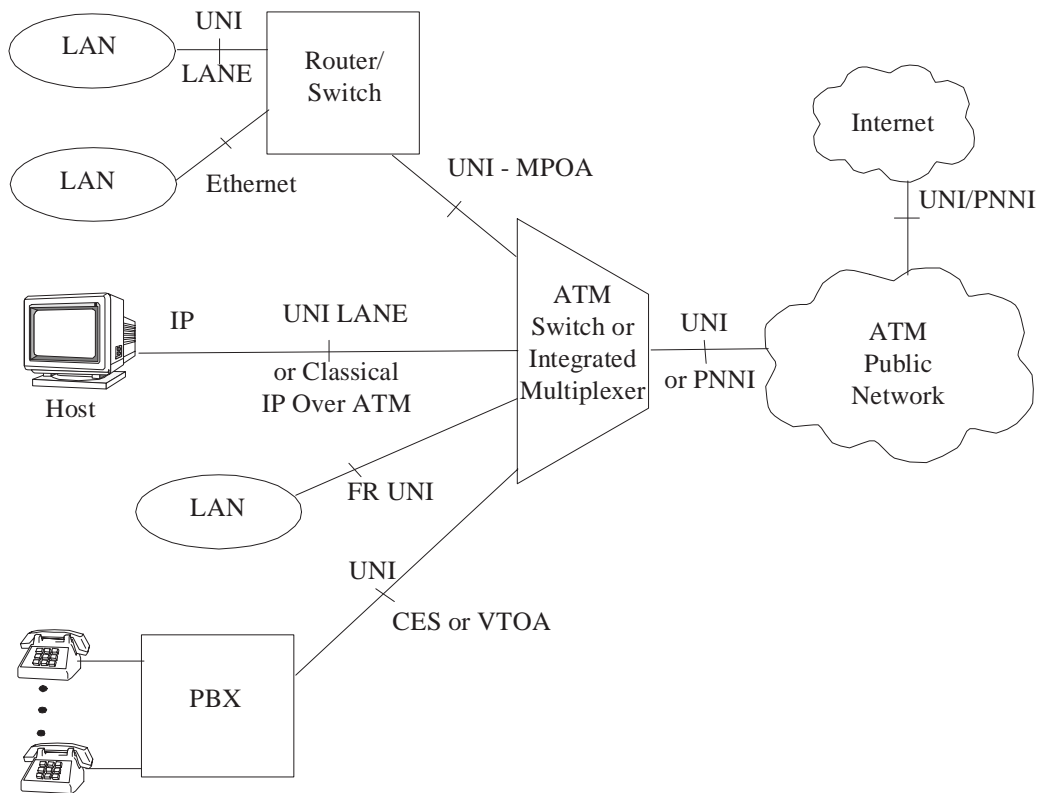 UNI
LAN
LANE
Router/
Switch
LAN
Ethernet
UNI - MPOA
Internet
UNI/PNNI
IP
Host
UNI LANE
or Classical
IP Over ATM
ATM
Switch or
Integrated
Multiplexer
UNI
or PNNI
ATM
Public
Network
LAN
FR UNI
UNI
CES or VTOA
PBX